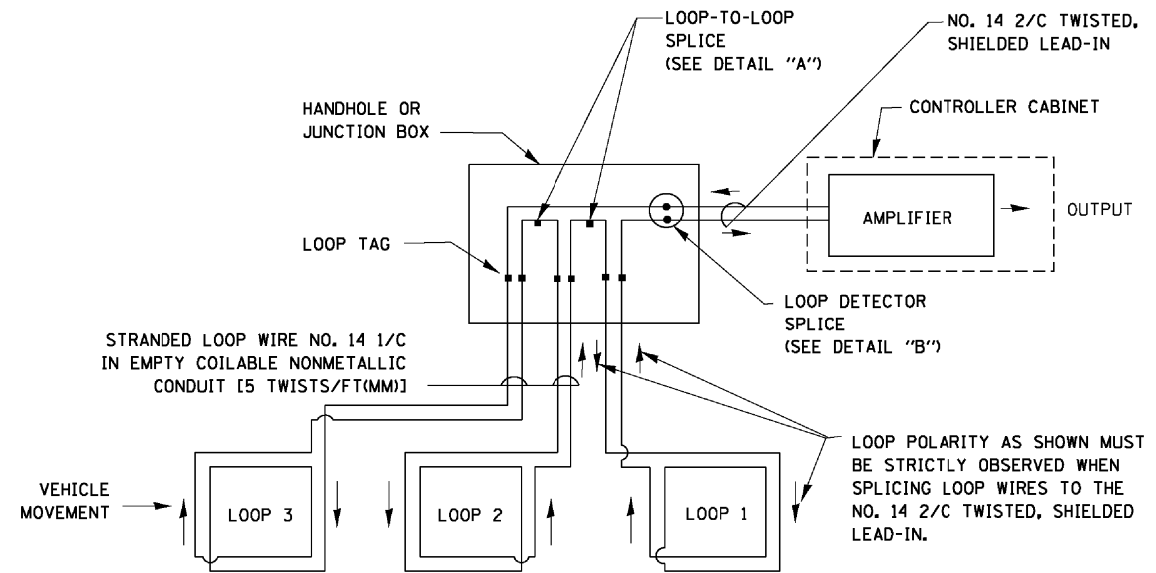 LOOP-TO-LOOP
SPLICE
(SEE DETAIL "A")
NO. 14 2/C TWISTED,
SHIELDED LEAD-IN
HANDHOLE OR
JUNCTION BOX
CONTROLLER CABINET
AMPLIFIER
OUTPUT
LOOP TAG
LOOP DETECTOR
SPLICE
(SEE DETAIL "B")
STRANDED LOOP WIRE NO. 14 1/C
IN EMPTY COILABLE NONMETALLIC
CONDUIT [5 TWISTS/FT(MM)]
LOOP POLARITY AS SHOWN MUST
BE STRICTLY OBSERVED WHEN
SPLICING LOOP WIRES TO THE
NO. 14 2/C TWISTED, SHIELDED
LEAD-IN.
VEHICLE
MOVEMENT
LOOP 3
LOOP 2
LOOP 1